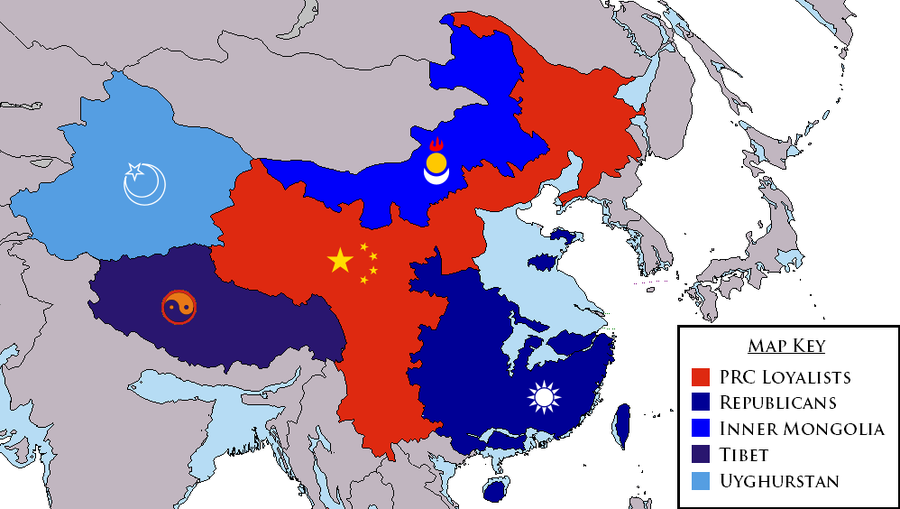 Map Key
PRC Loyalists
Republicans
Inner Mongolia
Tibet
Uyghurstan